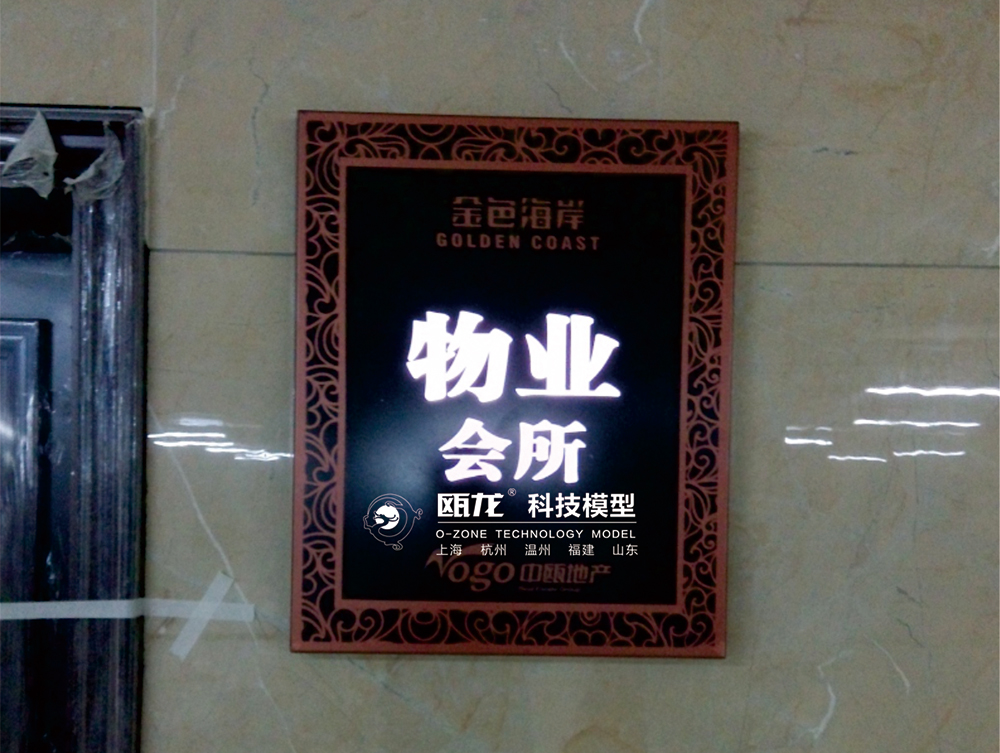 金色海岸
GOLDEN COAST
物业
会所
瓯龙® 科技模型
O-ZONE TECHNOLOGY MODEL
上海 杭州 温州 福建 山东
Vogo 中瓯地产